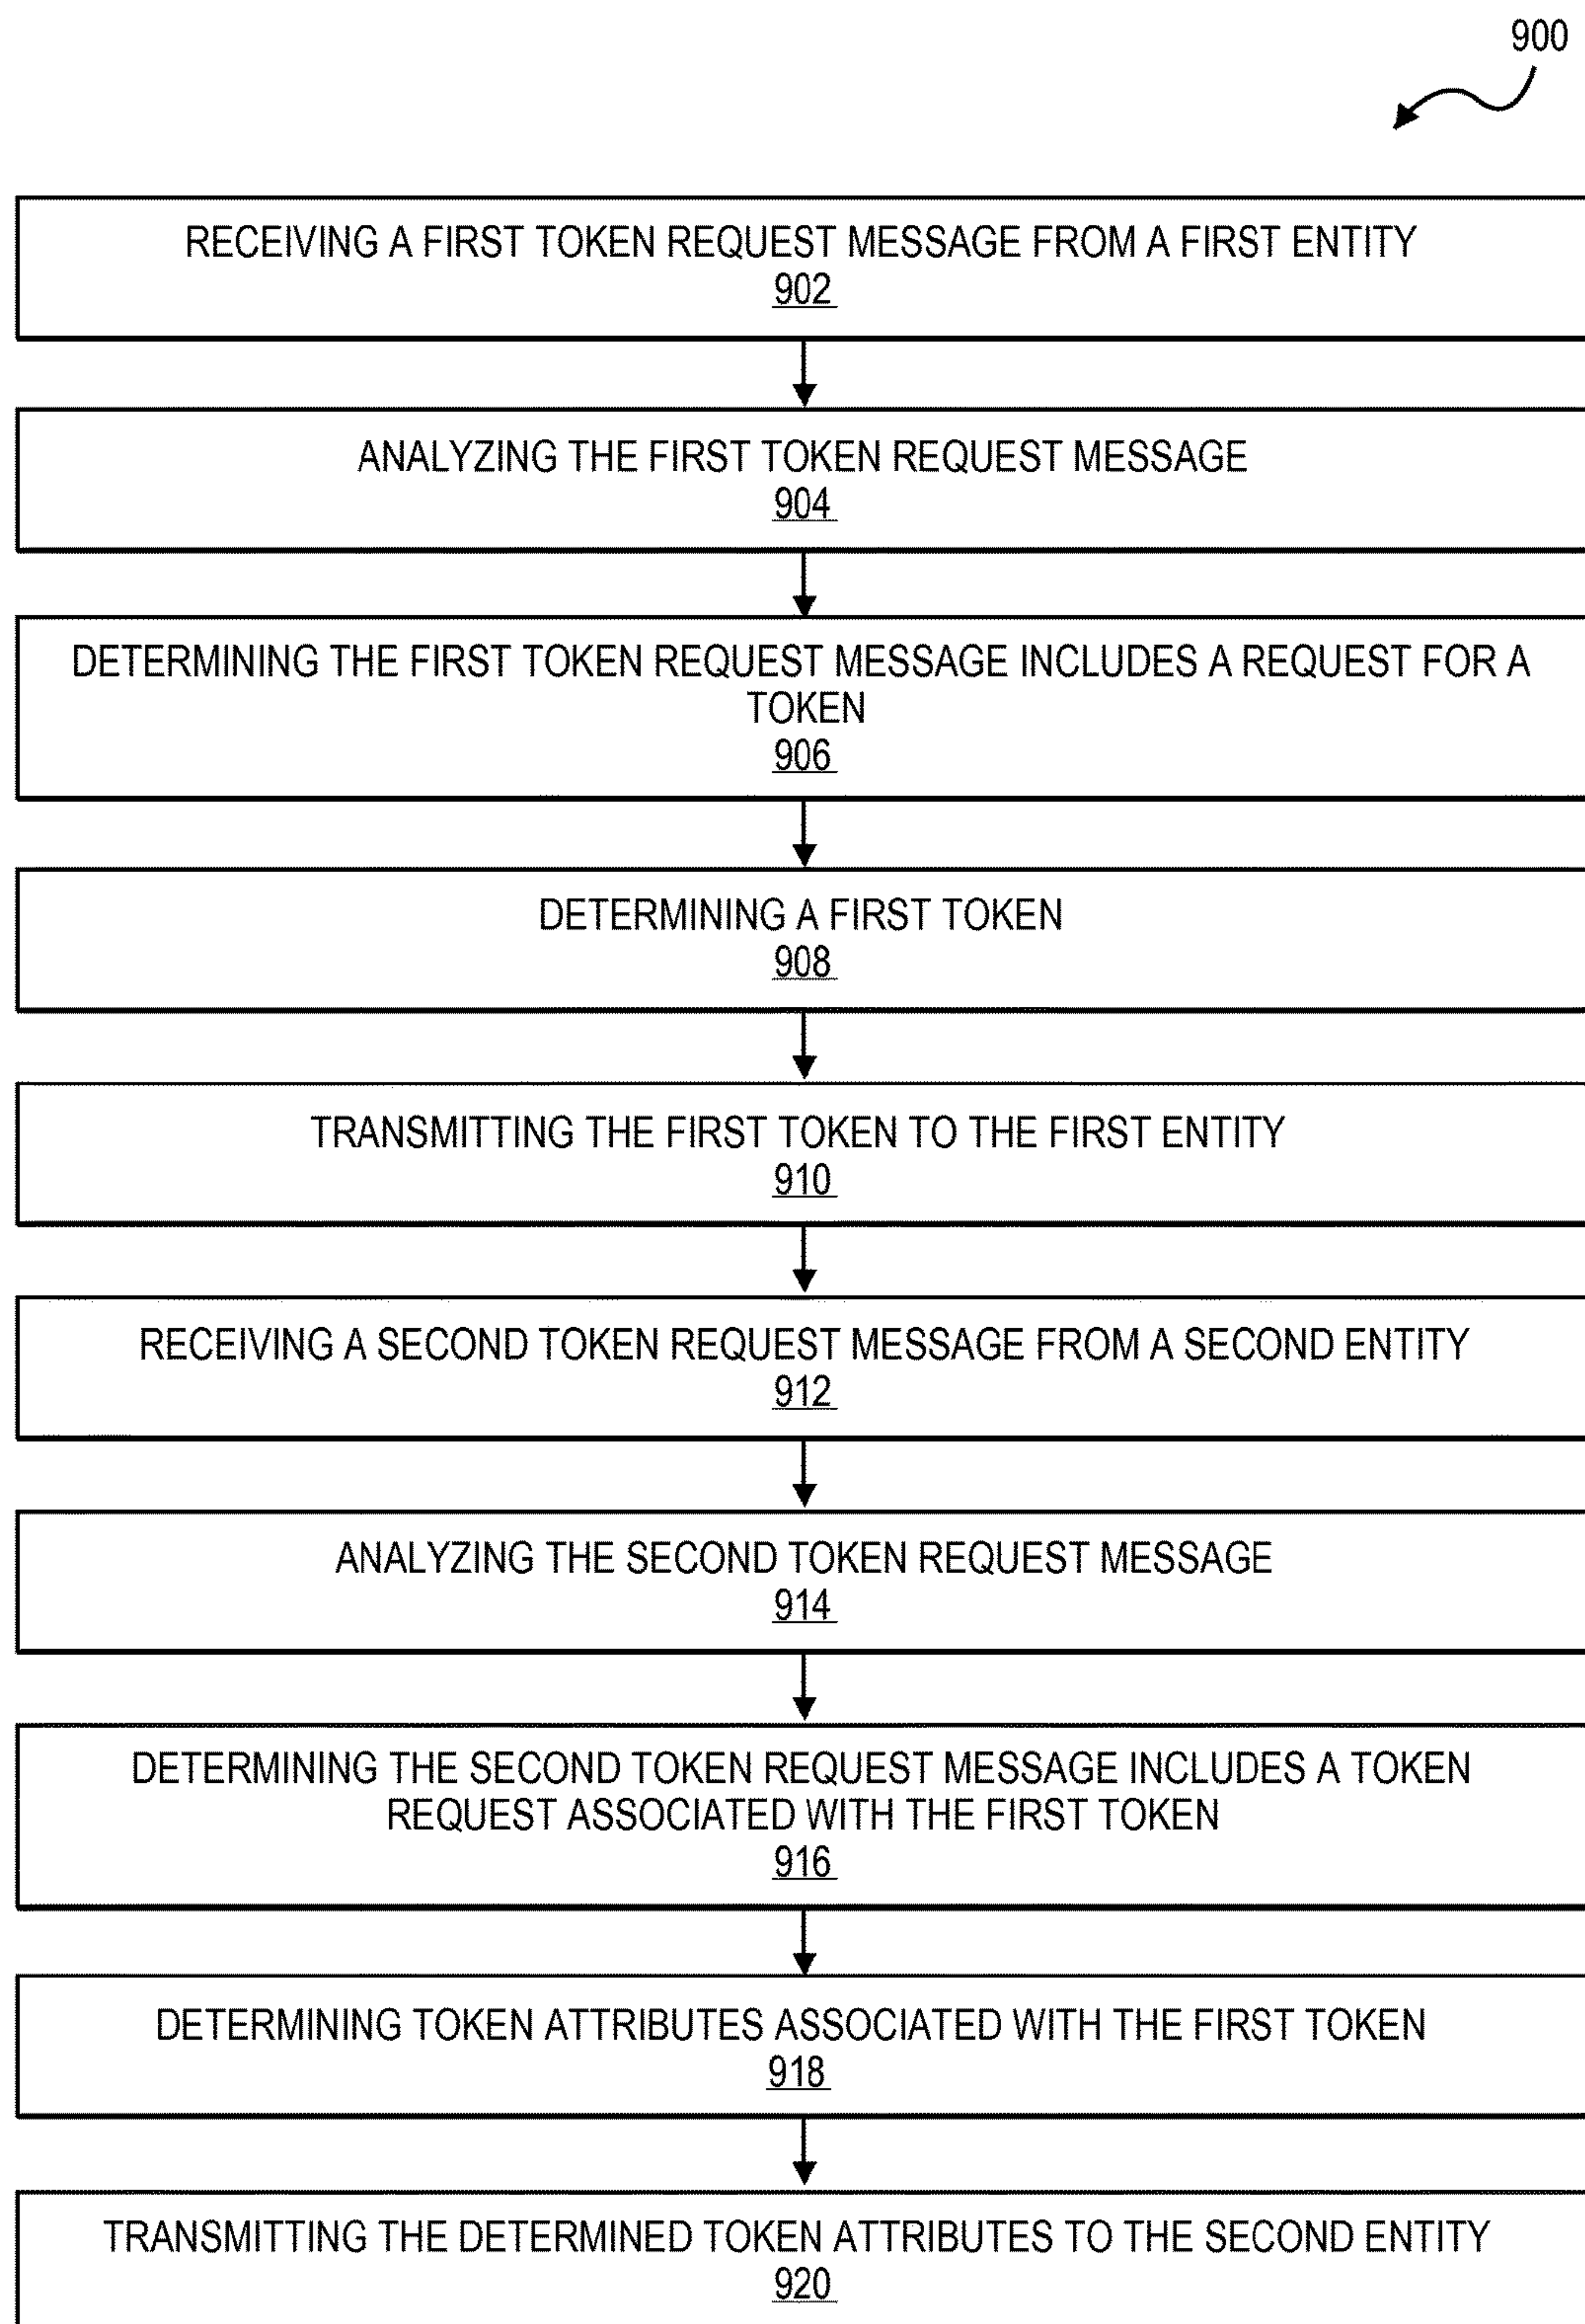 900
RECEIVING A FIRST TOKEN REQUEST MESSAGE FROM A FIRST ENTITY
902
ANALYZING THE FIRST TOKEN REQUEST MESSAGE
904
DETERMINING THE FIRST TOKEN REQUEST MESSAGE INCLUDES A REQUEST FOR A
TOKEN
906
DETERMINING A FIRST TOKEN
908
TRANSMITTING THE FIRST TOKEN TO THE FIRST ENTITY
910
RECEIVING A SECOND TOKEN REQUEST MESSAGE FROM A SECOND ENTITY
912
ANALYZING THE SECOND TOKEN REQUEST MESSAGE
914
DETERMINING THE SECOND TOKEN REQUEST MESSAGE INCLUDES A TOKEN
REQUEST ASSOCIATED WITH THE FIRST TOKEN
916
DETERMINING TOKEN ATTRIBUTES ASSOCIATED WITH THE FIRST TOKEN
918
TRANSMITTING THE DETERMINED TOKEN ATTRIBUTES TO THE SECOND ENTITY
920